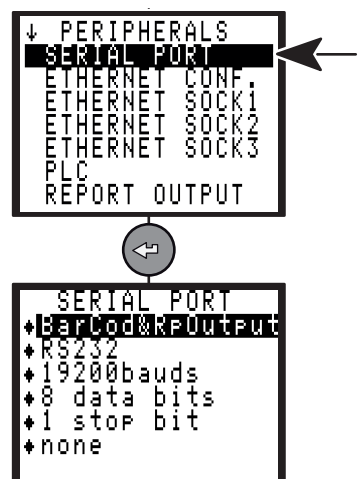 ↓ PERIPHERALS
SERIAL PORT
ETHERNET CONF.
ETHERNET SOCK1
ETHERNET SOCK2
ETHERNET SOCK3
PLC
REPORT OUTPUT
SERIAL PORT
♦BarCod&RpOutput
♦RS232
♦19200bauds
♦8 data bits
♦1 stop bit
♦none